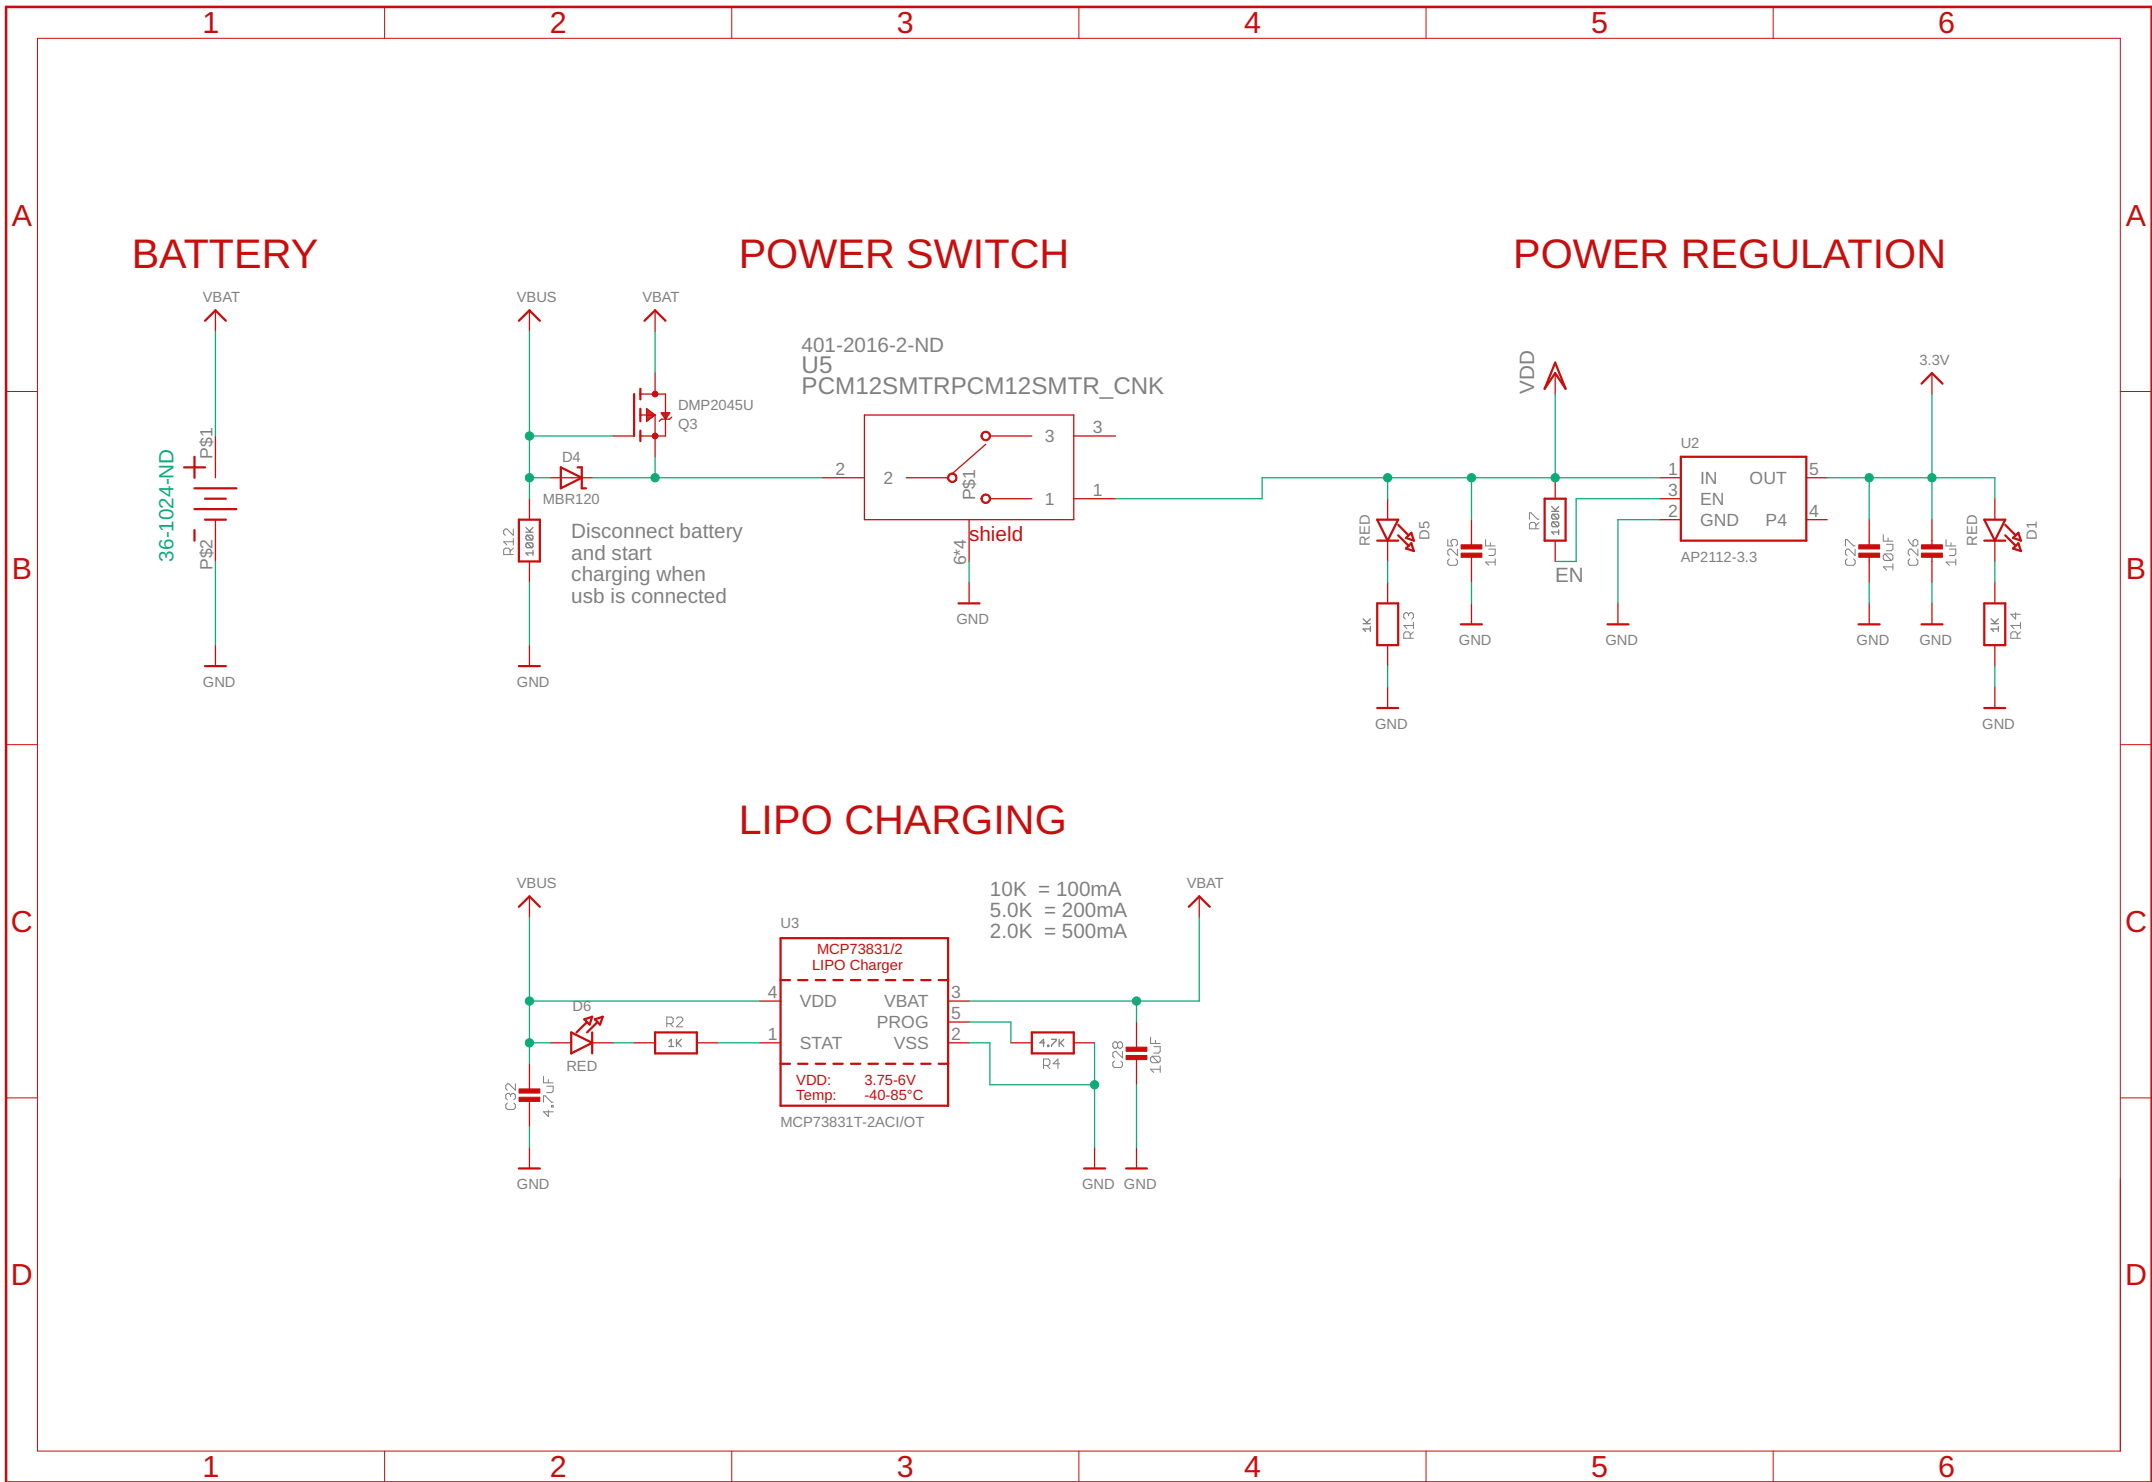 1 2 3 4 5 6
A A
BATTERY
POWER SWITCH
POWER REGULATION
VBAT
P$1
+
36-1024-ND
-
P$2
GND
VBUS
VBAT
DMP2045U
Q3
D4
MBR120
R12
100K
Disconnect battery
and start
charging when
usb is connected
GND
401-2016-2-ND
U5
PCM12SMTRPCM12SMTR_CNK
2
2
3
3
P$1
1
1
shield
6*4
GND
VDD
RED
D5
1K
R13
GND
C25
1uF
GND
R7
100K
EN
GND
U2
1 IN OUT 5
3 EN
2 GND P4 4
AP2112-3.3
3.3V
C27
10uF
GND
C26
1uF
GND
RED
D1
1K
R14
GND
B B
LIPO CHARGING
VBUS
D6
RED
R2
1K
C32
4.7uF
GND
U3
MCP73831/2
LIPO Charger
4 VDD VBAT 3
PROG 5
1 STAT VSS 2
VDD: 3.75-6V
Temp: -40-85°C
MCP73831T-2ACI/OT
10K = 100mA
5.0K = 200mA
2.0K = 500mA
VBAT
4.7K
R4
C28
10uF
GND GND
C C
D D
1 2 3 4 5 6